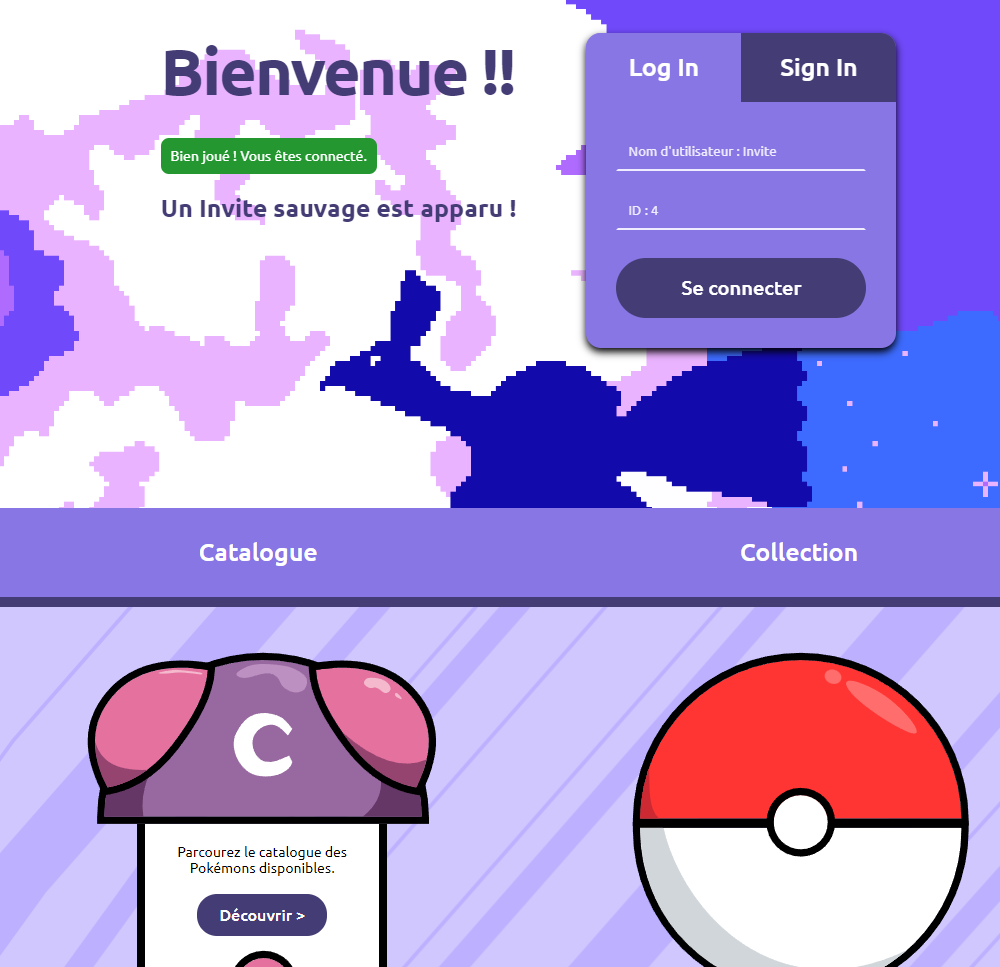 Bienvenue !!
Bien joué ! Vous êtes connecté.
Un Invite sauvage est apparu !
Log In
Sign In
Nom d'utilisateur : Invite
ID : 4
Se connecter
Catalogue
Collection
C
Parcourez le catalogue des
Pokémons disponibles.
Découvrir >